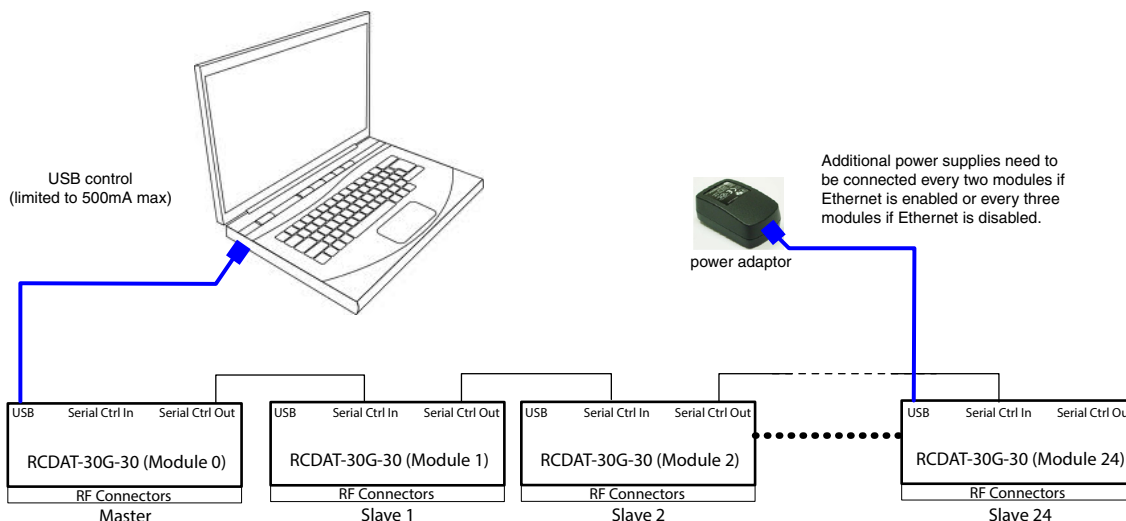 USB control
(limited to 500mA max)
Additional power supplies need to
be connected every two modules if
Ethernet is enabled or every three
modules if Ethernet is disabled.
power adaptor
USB Serial Ctrl In Serial Ctrl Out
RCDAT-30G-30 (Module 0)
RF Connectors
Master
USB Serial Ctrl In Serial Ctrl Out
RCDAT-30G-30 (Module 1)
RF Connectors
Slave 1
USB Serial Ctrl In Serial Ctrl Out
RCDAT-30G-30 (Module 2)
RF Connectors
Slave 2
USB Serial Ctrl In Serial Ctrl Ou
RCDAT-30G-30 (Module 24)
RF Connectors
Slave 24